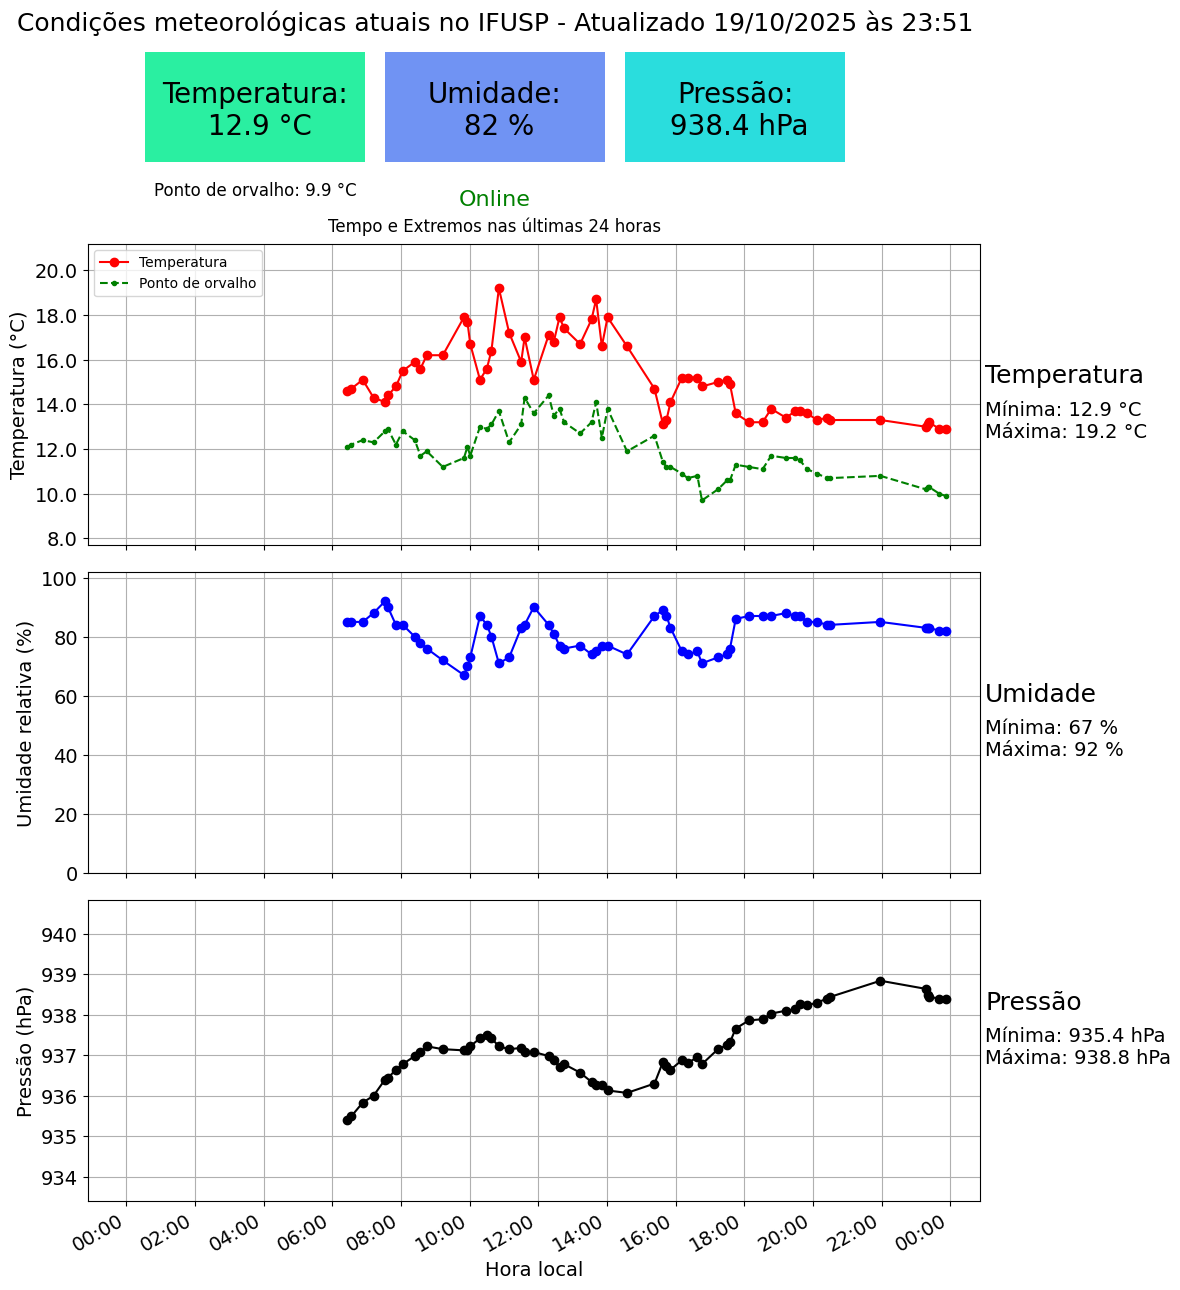 Condições meteorológicas atuais no IFUSP - Atualizado 19/10/2025 às 23:51
Temperatura:
12.9 °C
Umidade:
82 %
Pressão:
938.4 hPa
Ponto de orvalho: 9.9 °C
Online
Tempo e Extremos nas últimas 24 horas
Temperatura
Ponto de orvalho
Temperatura (°C)
20.0
18.0
16.0
14.0
12.0
10.0
8.0
Temperatura
Mínima: 12.9 °C
Máxima: 19.2 °C
Umidade relativa (%)
100
80
60
40
20
0
Umidade
Mínima: 67 %
Máxima: 92 %
Pressão (hPa)
940
939
938
937
936
935
934
Pressão
Mínima: 935.4 hPa
Máxima: 938.8 hPa
00:00 02:00 04:00 06:00 08:00 10:00 12:00 14:00 16:00 18:00 20:00 22:00 00:00
Hora local